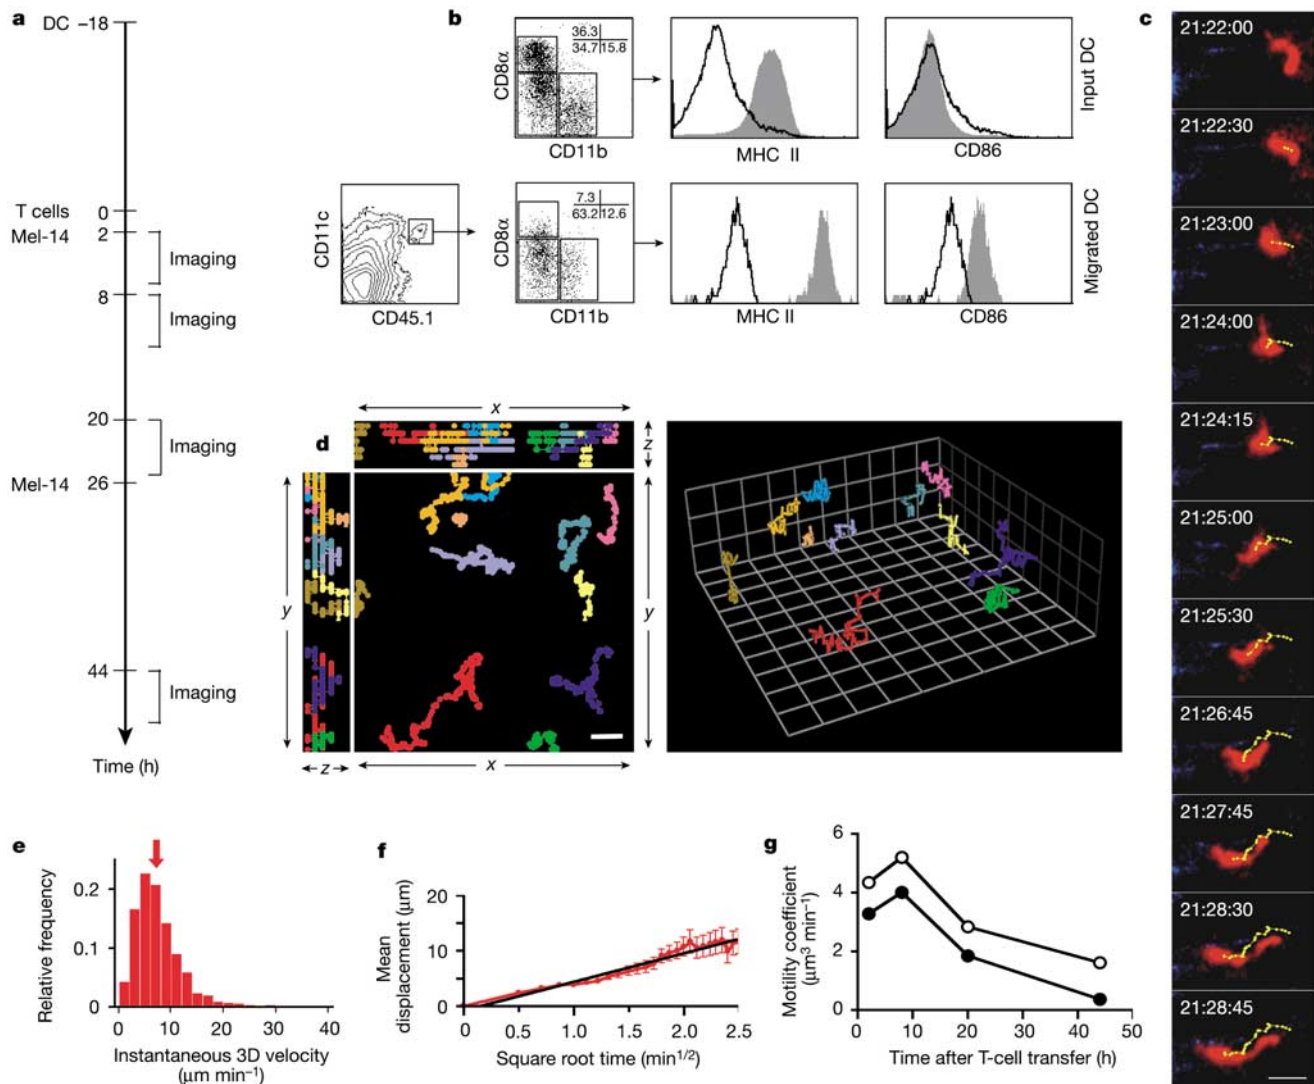 a
DC –18
T cells 0
Mel-14 2
Imaging
8
Imaging
20
Imaging
Mel-14 26
44
Imaging
Time (h)
b
CD8α
36.3
34.7 15.8
CD11b
MHC II
CD86
Input DC
CD11c
CD45.1
CD8α
7.3
63.2 12.6
CD11b
MHC II
CD86
Migrated DC
c
21:22:00
21:22:30
21:23:00
21:24:00
21:24:15
21:25:00
21:25:30
21:26:45
21:27:45
21:28:30
21:28:45
d
x
z
y
y
z
x
e
Relative frequency
0.2
0.1
0
0 10 20 30 40
Instantaneous 3D velocity
(μm min⁻¹)
f
Mean
displacement (μm)
20
10
0
0 0.5 1.0 1.5 2.0 2.5
Square root time (min¹/²)
g
Motility coefficient
(μm³ min⁻¹)
6
4
2
0
0 10 20 30 40 50
Time after T-cell transfer (h)